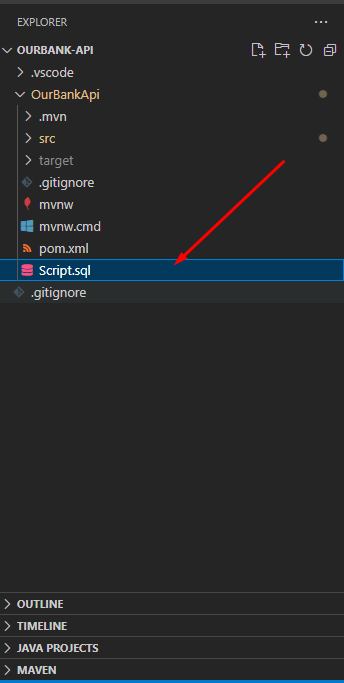 EXPLORER
OURBANK-API
.vscode
OurBankApi
.mvn
src
target
.gitignore
mvnw
mvnw.cmd
pom.xml
Script.sql
.gitignore
OUTLINE
TIMELINE
JAVA PROJECTS
MAVEN